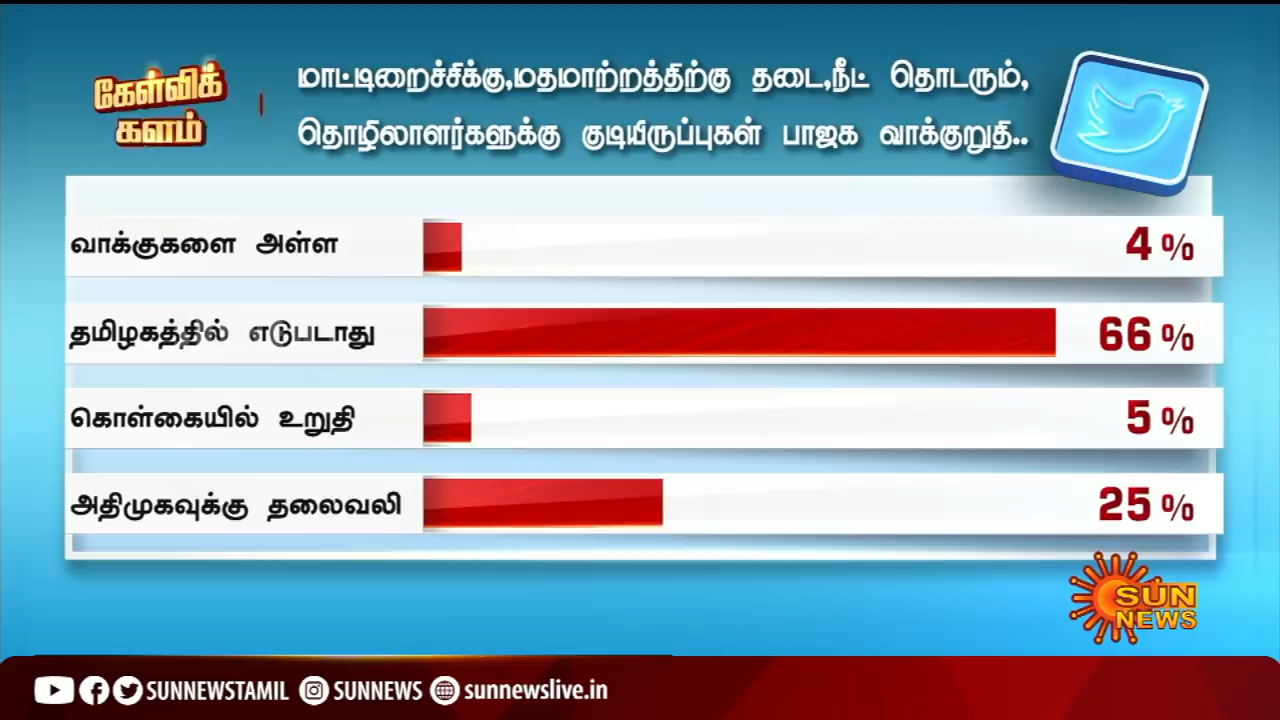 கேள்விக்
களம்
மாட்டிறைச்சிக்கு,மதமாற்றத்திற்கு தடை,நீட் தொடரும்,
தொழிலாளர்களுக்கு குடியிருப்புகள் பாஜக வாக்குறுதி..
வாக்குகளை அள்ள 4 %
தமிழகத்தில் எடுபடாது 66 %
கொள்கையில் உறுதி 5 %
அதிமுகவுக்கு தலைவலி 25 %
SUN
NEWS
SUNNEWSTAMIL SUNNEWS sunnewslive.in